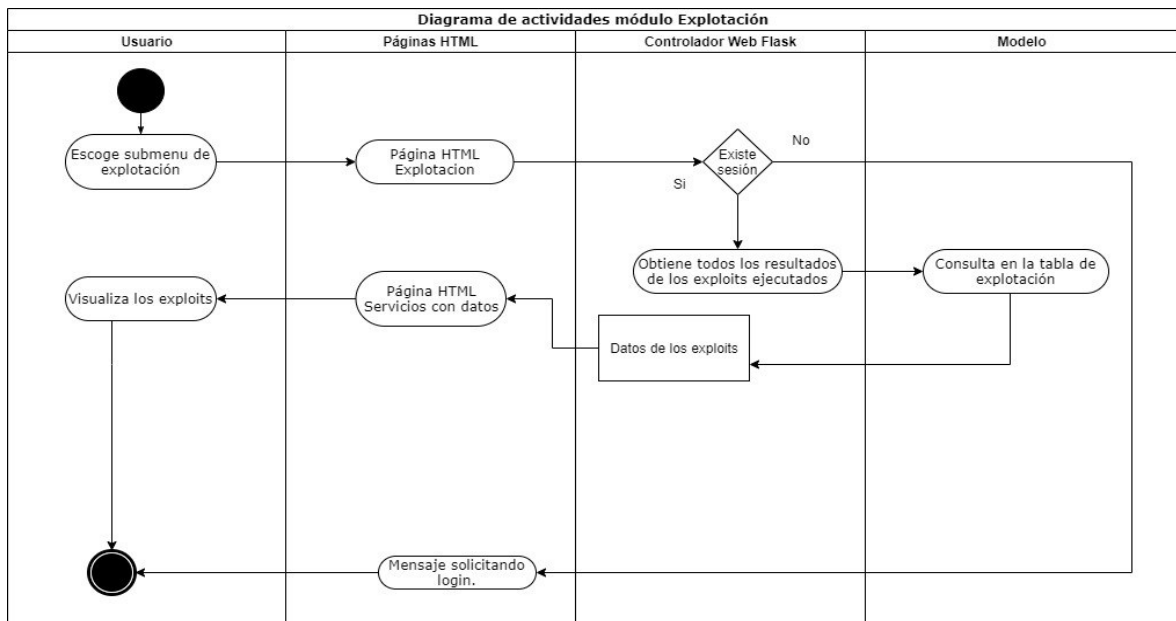 Diagrama de actividades módulo Explotación
Usuario
Páginas HTML
Controlador Web Flask
Modelo
Escoge submenu de
explotación
Página HTML
Explotacion
Existe
sesión
No
Si
Obtiene todos los resultados
de los exploits ejecutados
Consulta en la tabla de
explotación
Visualiza los exploits
Página HTML
Servicios con datos
Datos de los exploits
Mensaje solicitando
login.